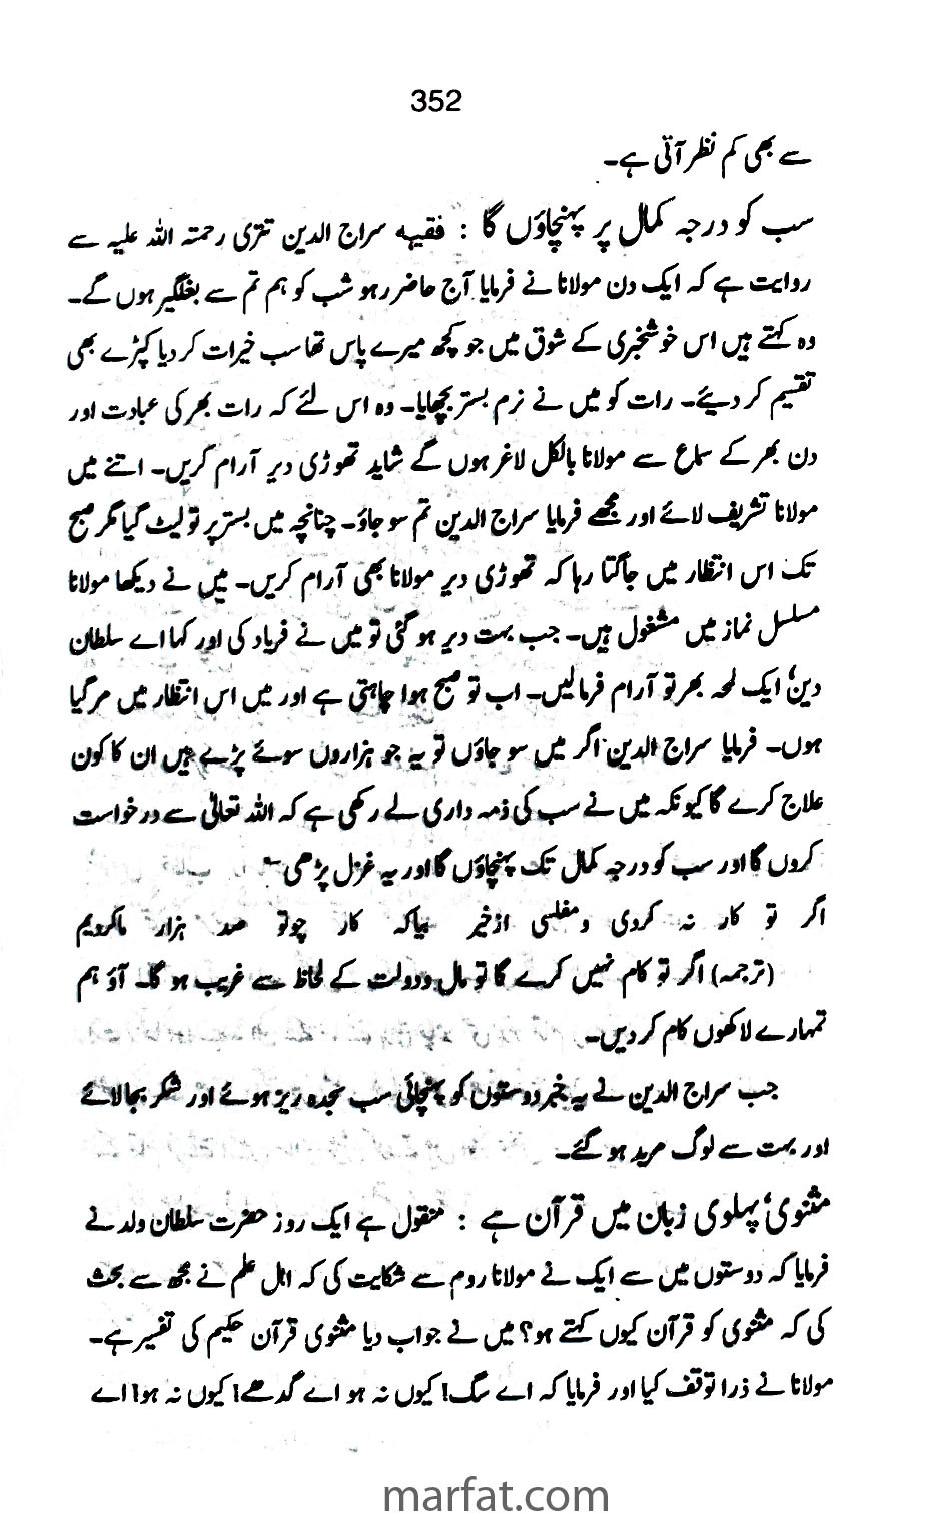 352
سے بھی کم نظر آتی ہے۔
سب کو درجہ کمال پر پہنچاؤں گا : فقیہہ سراج الدین تتری رحمتہ اللہ علیہ سے
روایت ہے کہ ایک دن مولانا نے فرمایا آج حاضر رہو شب کو ہم تم سے بغلگیر ہوں گے۔
وہ کہتے ہیں اس خوشخبری کے شوق میں جو کچھ میرے پاس تھا سب خیرات کر دیا کپڑے بھی
تقسیم کر دیئے۔ رات کو میں نے نرم بستر بچھایا۔ وہ اس لئے کہ رات بھر کی عبادت اور
دن بھر کے سماع سے مولانا بالکل لاغر ہوں گے شاید تھوڑی دیر آرام کریں۔ اتنے میں
مولانا تشریف لائے اور مجھے فرمایا سراج الدین تم سو جاؤ۔ چنانچہ میں بستر پر تو لیٹ گیا مگر صبح
تک اس انتظار میں جاگتا رہا کہ تھوڑی دیر مولانا بھی آرام کریں۔ میں نے دیکھا مولانا
مسلسل نماز میں مشغول ہیں۔ جب بہت دیر ہو گئی تو میں نے فریاد کی اور کہا اے سلطان
دین' ایک لمحہ بھر تو آرام فرمالیں۔ اب تو صبح ہوا چاہتی ہے اور میں اس انتظار میں مر گیا
ہوں۔ فرمایا سراج الدین اگر میں سو جاؤں تو یہ جو ہزاروں سوئے پڑے ہیں ان کا کون
علاج کرے گا کیونکہ میں نے سب کی ذمہ داری لے رکھی ہے کہ اللہ تعالیٰ سے درخواست
کروں گا اور سب کو درجہ کمال تک پہنچاؤں گا اور یہ غزل پڑھی ؎
اگر تو کار نہ کردی و مفلسی ازخیر بیاکہ کار چوتو صد ہزار ماکردیم
(ترجمہ) اگر تو کام نہیں کرے گا تو مال و دولت کے لحاظ سے غریب ہو گا۔ آؤ ہم
تمہارے لاکھوں کام کر دیں۔
جب سراج الدین نے یہ خبر دوستوں کو پہنچائی سب سجدہ ریز ہوئے اور شکر بجا لائے
اور بہت سے لوگ مرید ہو گئے۔
مثنوی' پہلوی زبان میں قرآن ہے : منقول ہے ایک روز حضرت سلطان ولد نے
فرمایا کہ دوستوں میں سے ایک نے مولانا روم سے شکایت کی کہ اہل علم نے مجھ سے بحث
کی کہ مثنوی کو قرآن کیوں کہتے ہو؟ میں نے جواب دیا مثنوی قرآن حکیم کی تفسیر ہے۔
مولانا نے ذرا توقف کیا اور فرمایا کہ اے سگ! کیوں نہ ہو اے گدھے! کیوں نہ ہو! اے
marfat.com